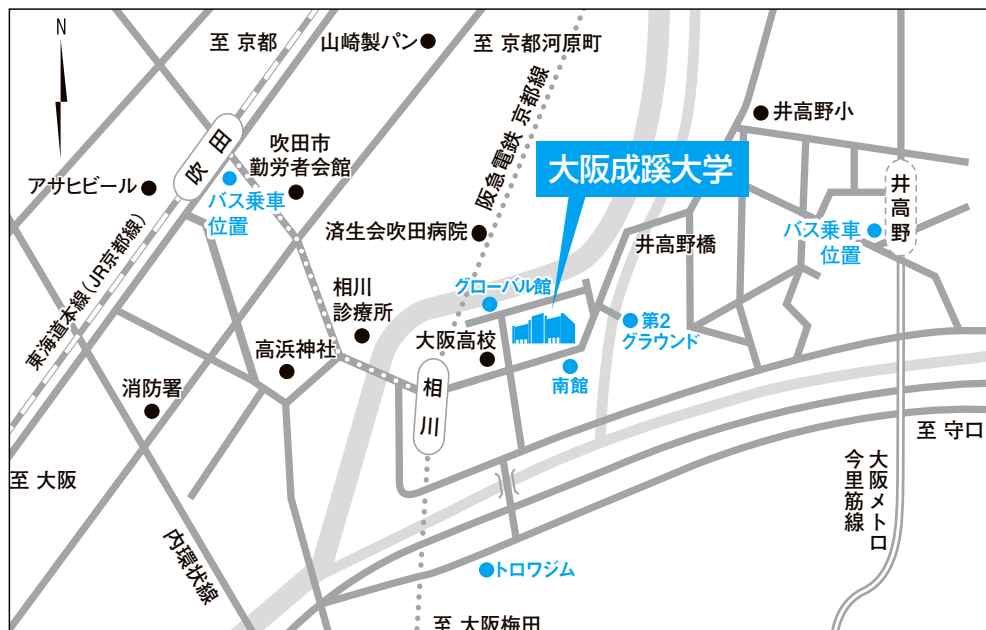 N
至 京都
山崎製パン
至 京都河原町
阪急電鉄 京都線
井高野小
吹田
吹田市
勤労者会館
大阪成蹊大学
アサヒビール
バス乗車
位置
井高野
済生会吹田病院
井高野橋
バス乗車
位置
東海道本線(JR京都線)
相川
診療所
グローバル館
第2
グラウンド
高浜神社
大阪高校
南館
消防署
相川
至 守口
至 大阪
大阪メトロ
今里筋線
内環状線
トロワジム
至 大阪梅田